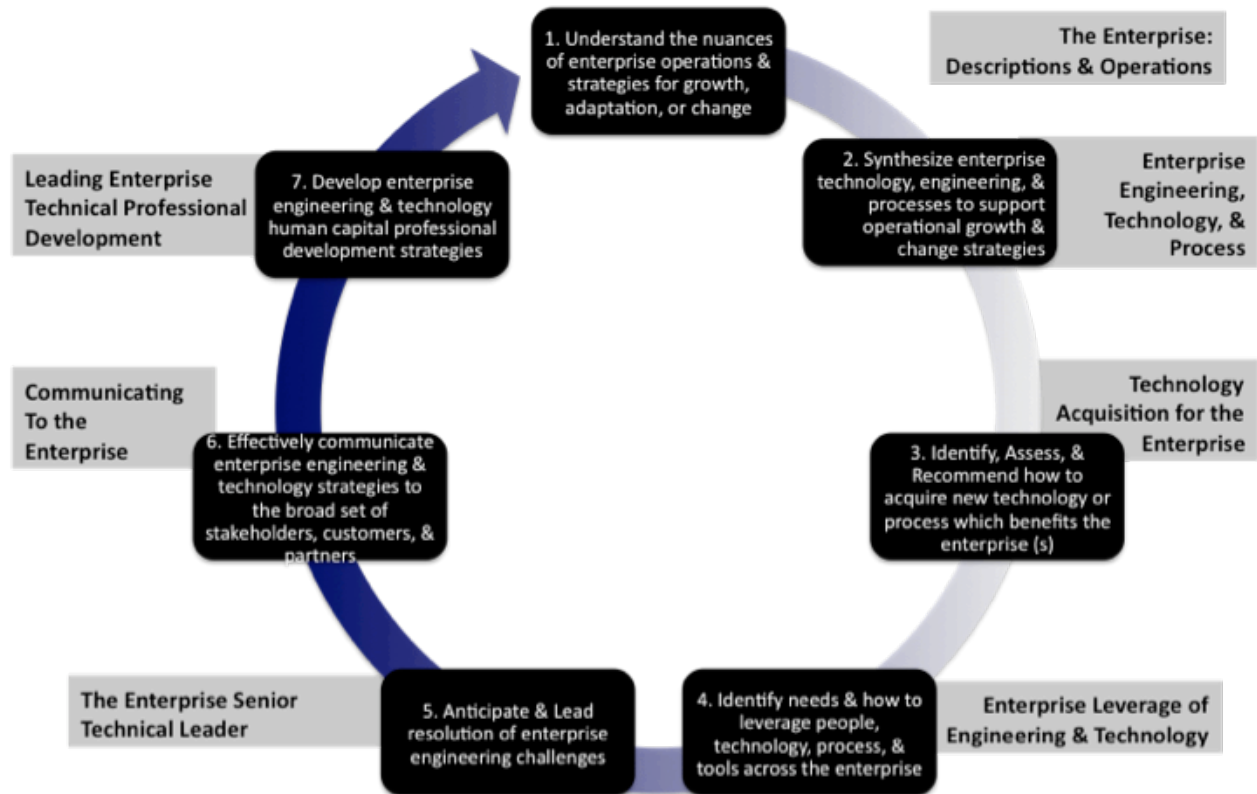 1. Understand the nuances
of enterprise operations &
strategies for growth,
adaptation, or change
The Enterprise:
Descriptions & Operations
2. Synthesize enterprise
technology, engineering, &
processes to support
operational growth &
change strategies
Enterprise
Engineering,
Technology, &
Process
Technology
Acquisition for the
Enterprise
3. Identify, Assess, &
Recommend how to
acquire new technology or
process which benefits the
enterprise (s)
4. Identify needs & how to
leverage people,
technology, process, &
tools across the enterprise
Enterprise Leverage of
Engineering & Technology
5. Anticipate & Lead
resolution of enterprise
engineering challenges
The Enterprise Senior
Technical Leader
6. Effectively communicate
enterprise engineering &
technology strategies to
the broad set of
stakeholders, customers, &
partners
Communicating
To the
Enterprise
7. Develop enterprise
engineering & technology
human capital professional
development strategies
Leading Enterprise
Technical Professional
Development